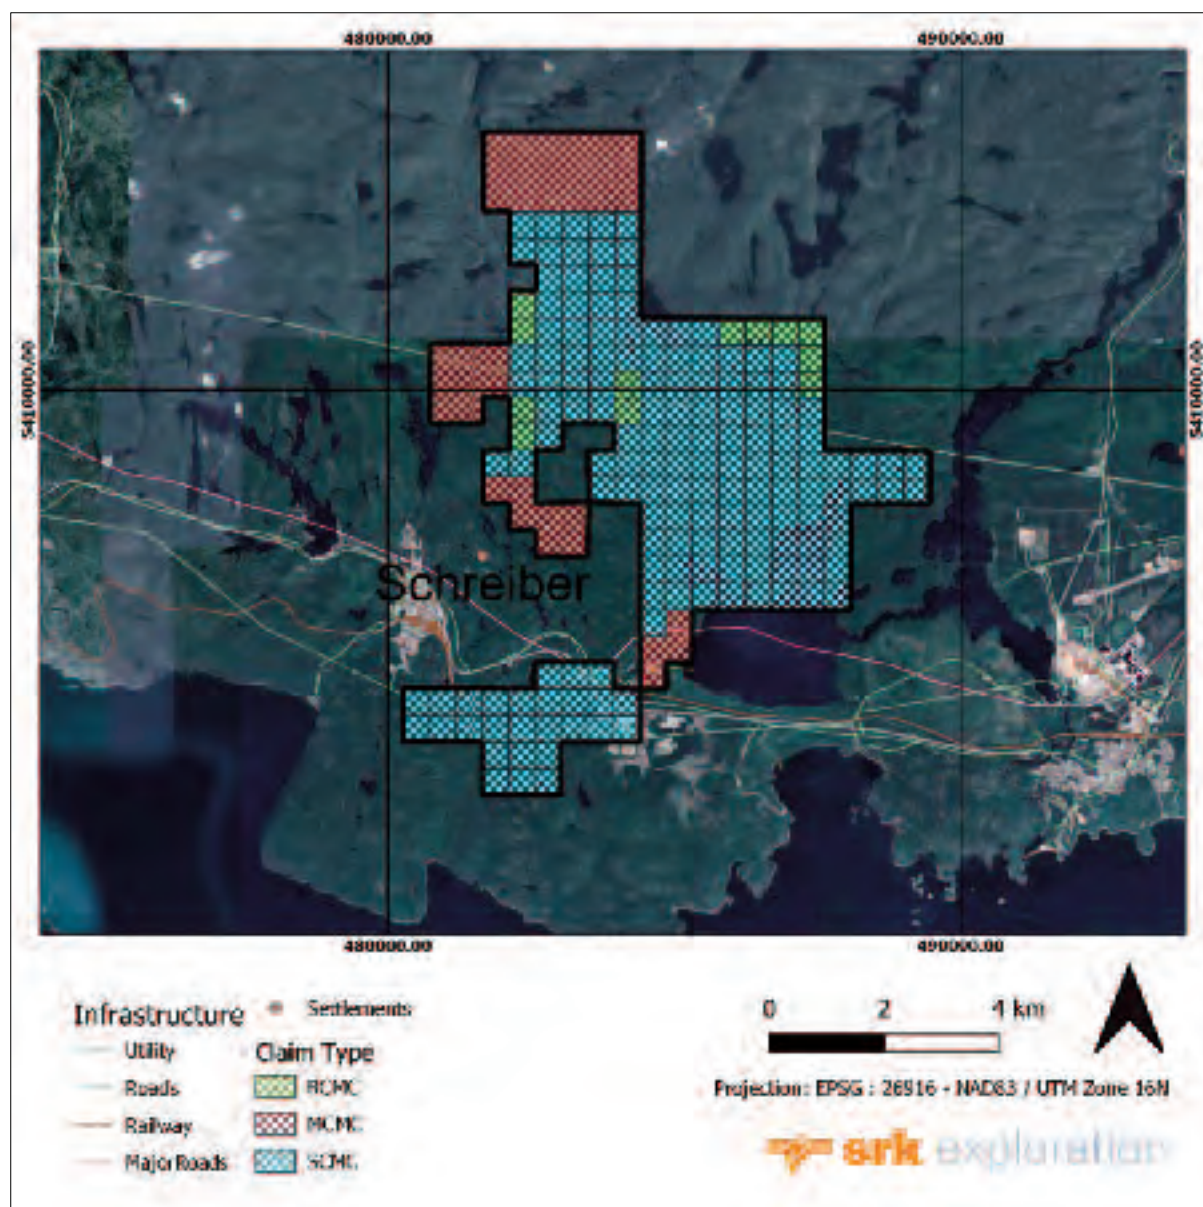 480000.00 490000.00
5410000.00 5410000.00
Schreiber
480000.00 490000.00
Infrastructure
Utility
Roads
Railway
Major Roads
Settlements
Claim Type
BCMC
MCMC
SCMC
0 2 4 km
Projection: EPSG : 26916 - NAD83 / UTM Zone 16N
srk exploration